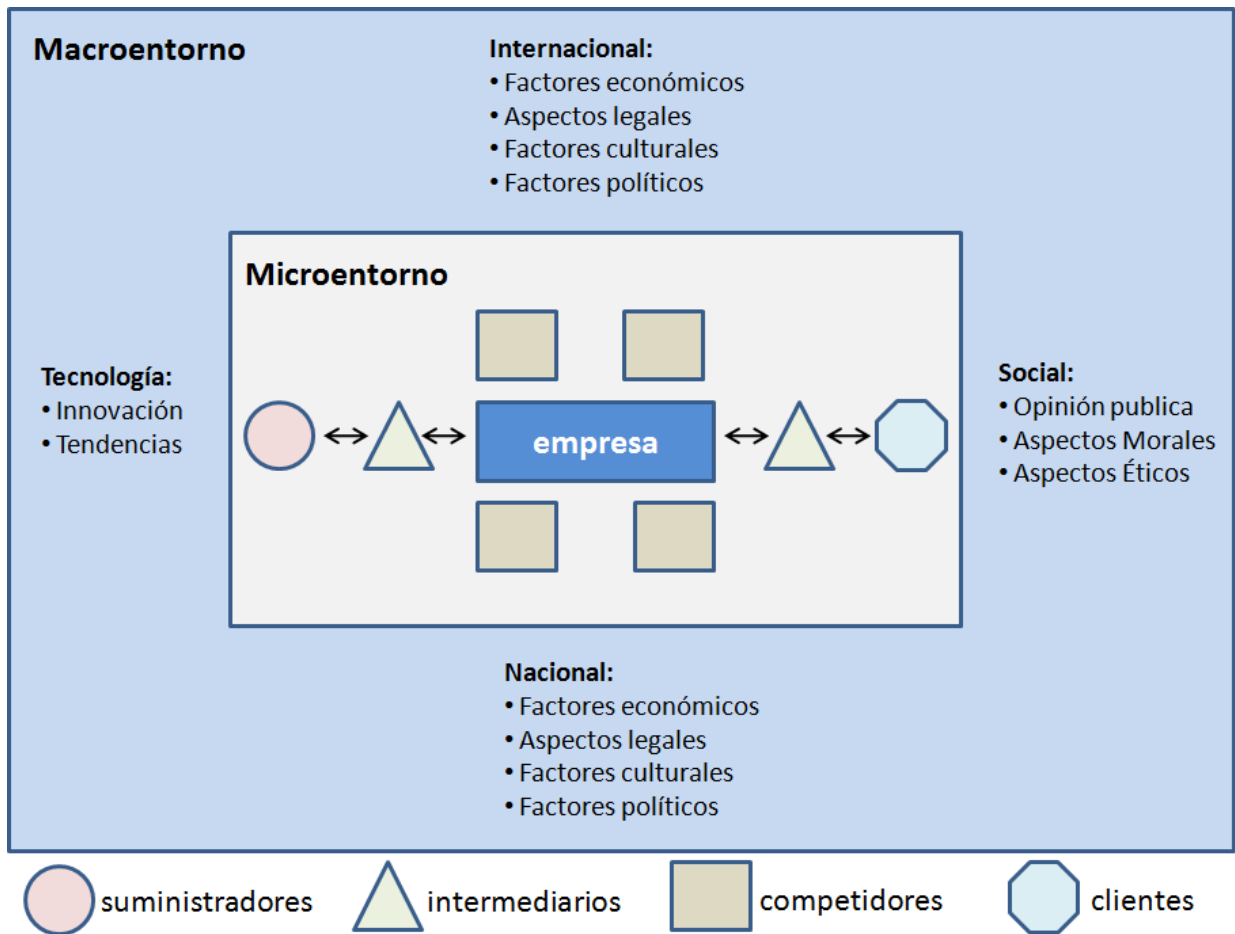 Macroentorno
Internacional:
• Factores económicos
• Aspectos legales
• Factores culturales
• Factores políticos
Microentorno
Tecnología:
• Innovación
• Tendencias
empresa
Social:
• Opinión publica
• Aspectos Morales
• Aspectos Éticos
Nacional:
• Factores económicos
• Aspectos legales
• Factores culturales
• Factores políticos
suministradores
intermediarios
competidores
clientes